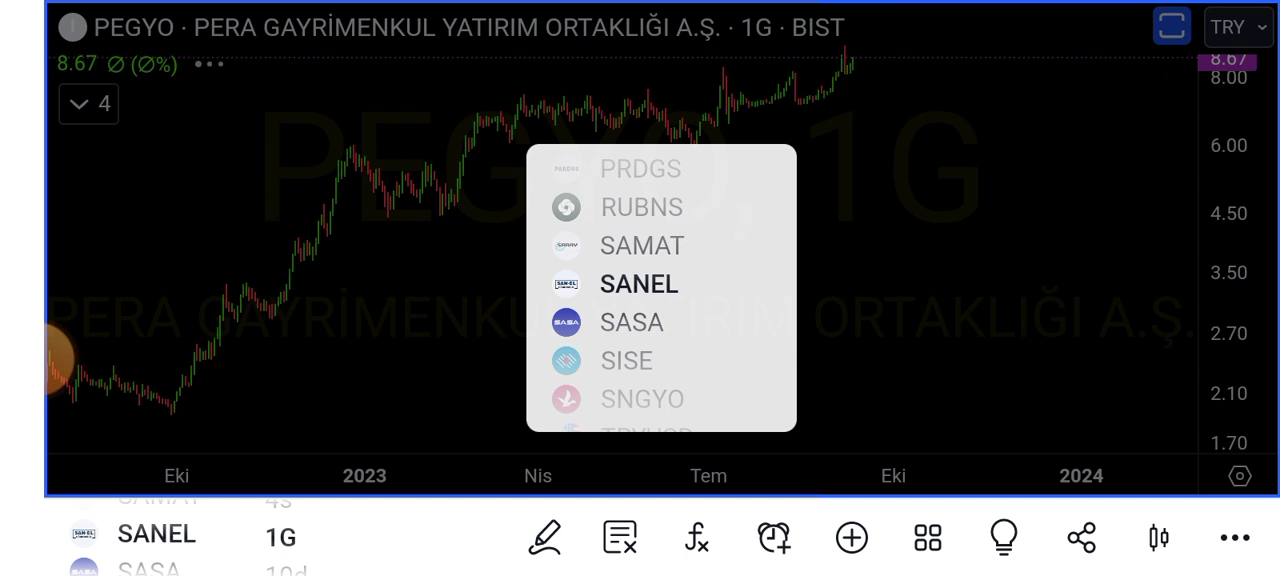 PEGYO · PERA GAYRİMENKUL YATIRIM ORTAKLIĞI A.Ş. · 1G · BIST
TRY
8.67 Ø (Ø%) •••
8.67
4
8.00
6.00
4.50
3.50
2.70
2.10
1.70
PEGYO, 1G
PERA GAYRİMENKUL YATIRIM ORTAKLIĞI A.Ş.
PRDGS
RUBNS
SAMAT
SANEL
SASA
SISE
SNGYO
Eki 2023 Nis Tem Eki 2024
SAMAT 4s
SANEL 1G
SASA